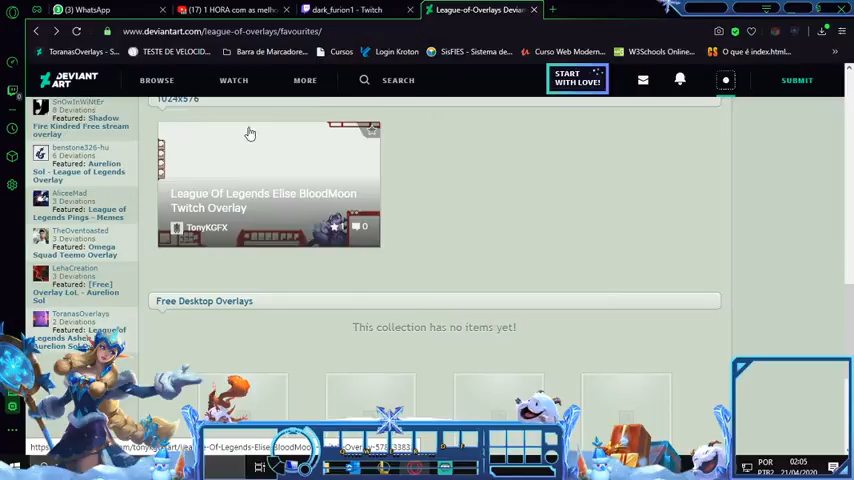 (3) WhatsApp
(17) 1 HORA com as melho
dark_furion1 - Twitch
League-of-Overlays Devian
www.deviantart.com/league-of-overlays/favourites/
ToranasOverlays - S
TESTE DE VELOCID...
Barra de Marcador...
Cursos
Login Kroton
SisFIES - Sistema de...
Curso Web Modern...
W3Schools Online...
O que é index.html...
DEVIANT ART
BROWSE
WATCH
MORE
SEARCH
START WITH LOVE!
SUBMIT
SnOwInWiNtEr
8 Deviations
Featured: Shadow
Fire Kindred Free stream
overlay
benstone326-hu
6 Deviations
Featured: Aurelion
Sol - League of Legends
Overlay
AliceeMad
3 Deviations
Featured: League of
Legends Pings - Memes
TheOventoasted
3 Deviations
Featured: Omega
Squad Teemo Overlay
LehaCreation
3 Deviations
Featured: [Free]
Overlay LoL - Aurelion
Sol
ToranasOverlays
2 Deviations
Featured: League of
Legends Ashe
Aurelion Sol
1024x576
League Of Legends Elise BloodMoon
Twitch Overlay
TonyKGFX
1
0
Free Desktop Overlays
This collection has no items yet!
POR
PTB2
02:05
21/04/2020